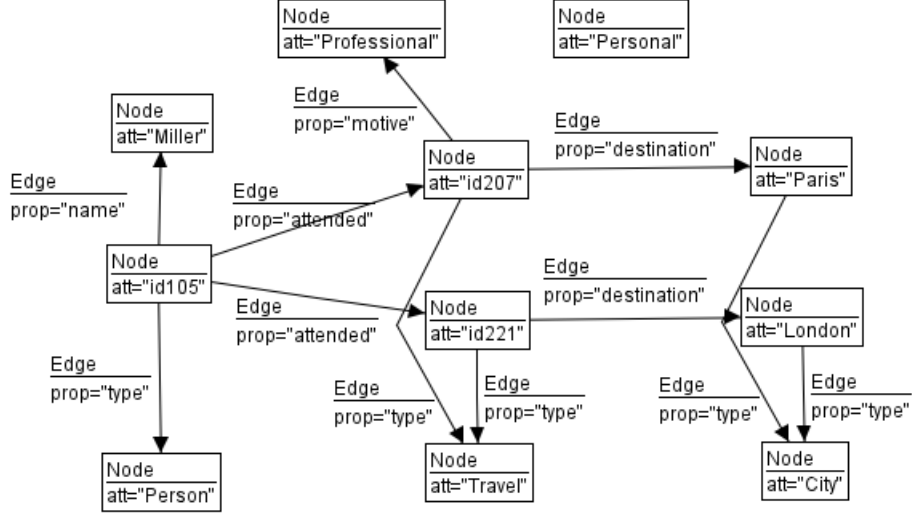 Node
att="Professional"
Node
att="Personal"
Edge
prop="motive"
Node
att="Miller"
Edge
prop="destination"
Node
att="id207"
Node
att="Paris"
Edge
prop="name"
Edge
prop="attended"
Node
att="id105"
Edge
prop="attended"
Node
att="id221"
Edge
prop="destination"
Node
att="London"
Edge
prop="type"
Edge
prop="type"
Edge
prop="type"
Edge
prop="type"
Edge
prop="type"
Node
att="Person"
Node
att="Travel"
Node
att="City"